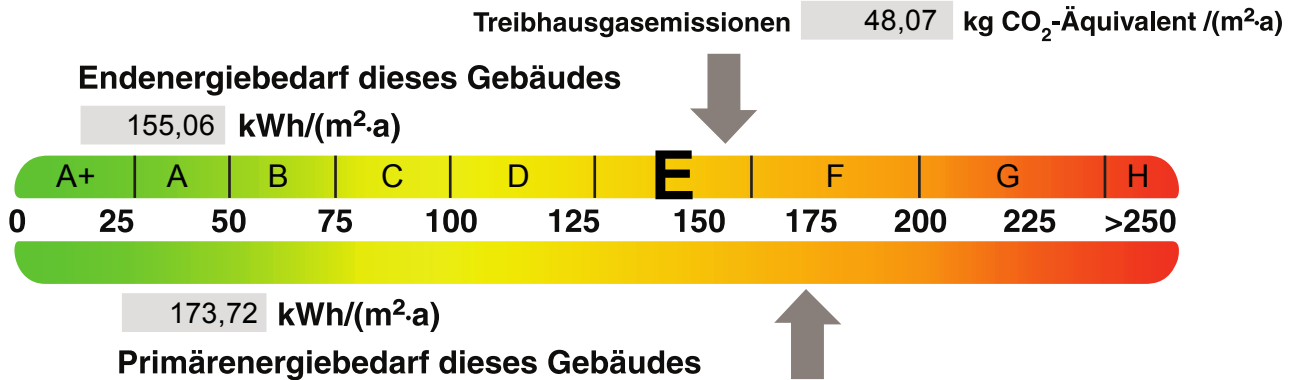 Treibhausgasemissionen 48,07 kg CO₂-Äquivalent /(m²·a)
Endenergiebedarf dieses Gebäudes
155,06 kWh/(m²·a)
A+ A B C D E F G H
0 25 50 75 100 125 150 175 200 225 >250
173,72 kWh/(m²·a)
Primärenergiebedarf dieses Gebäudes